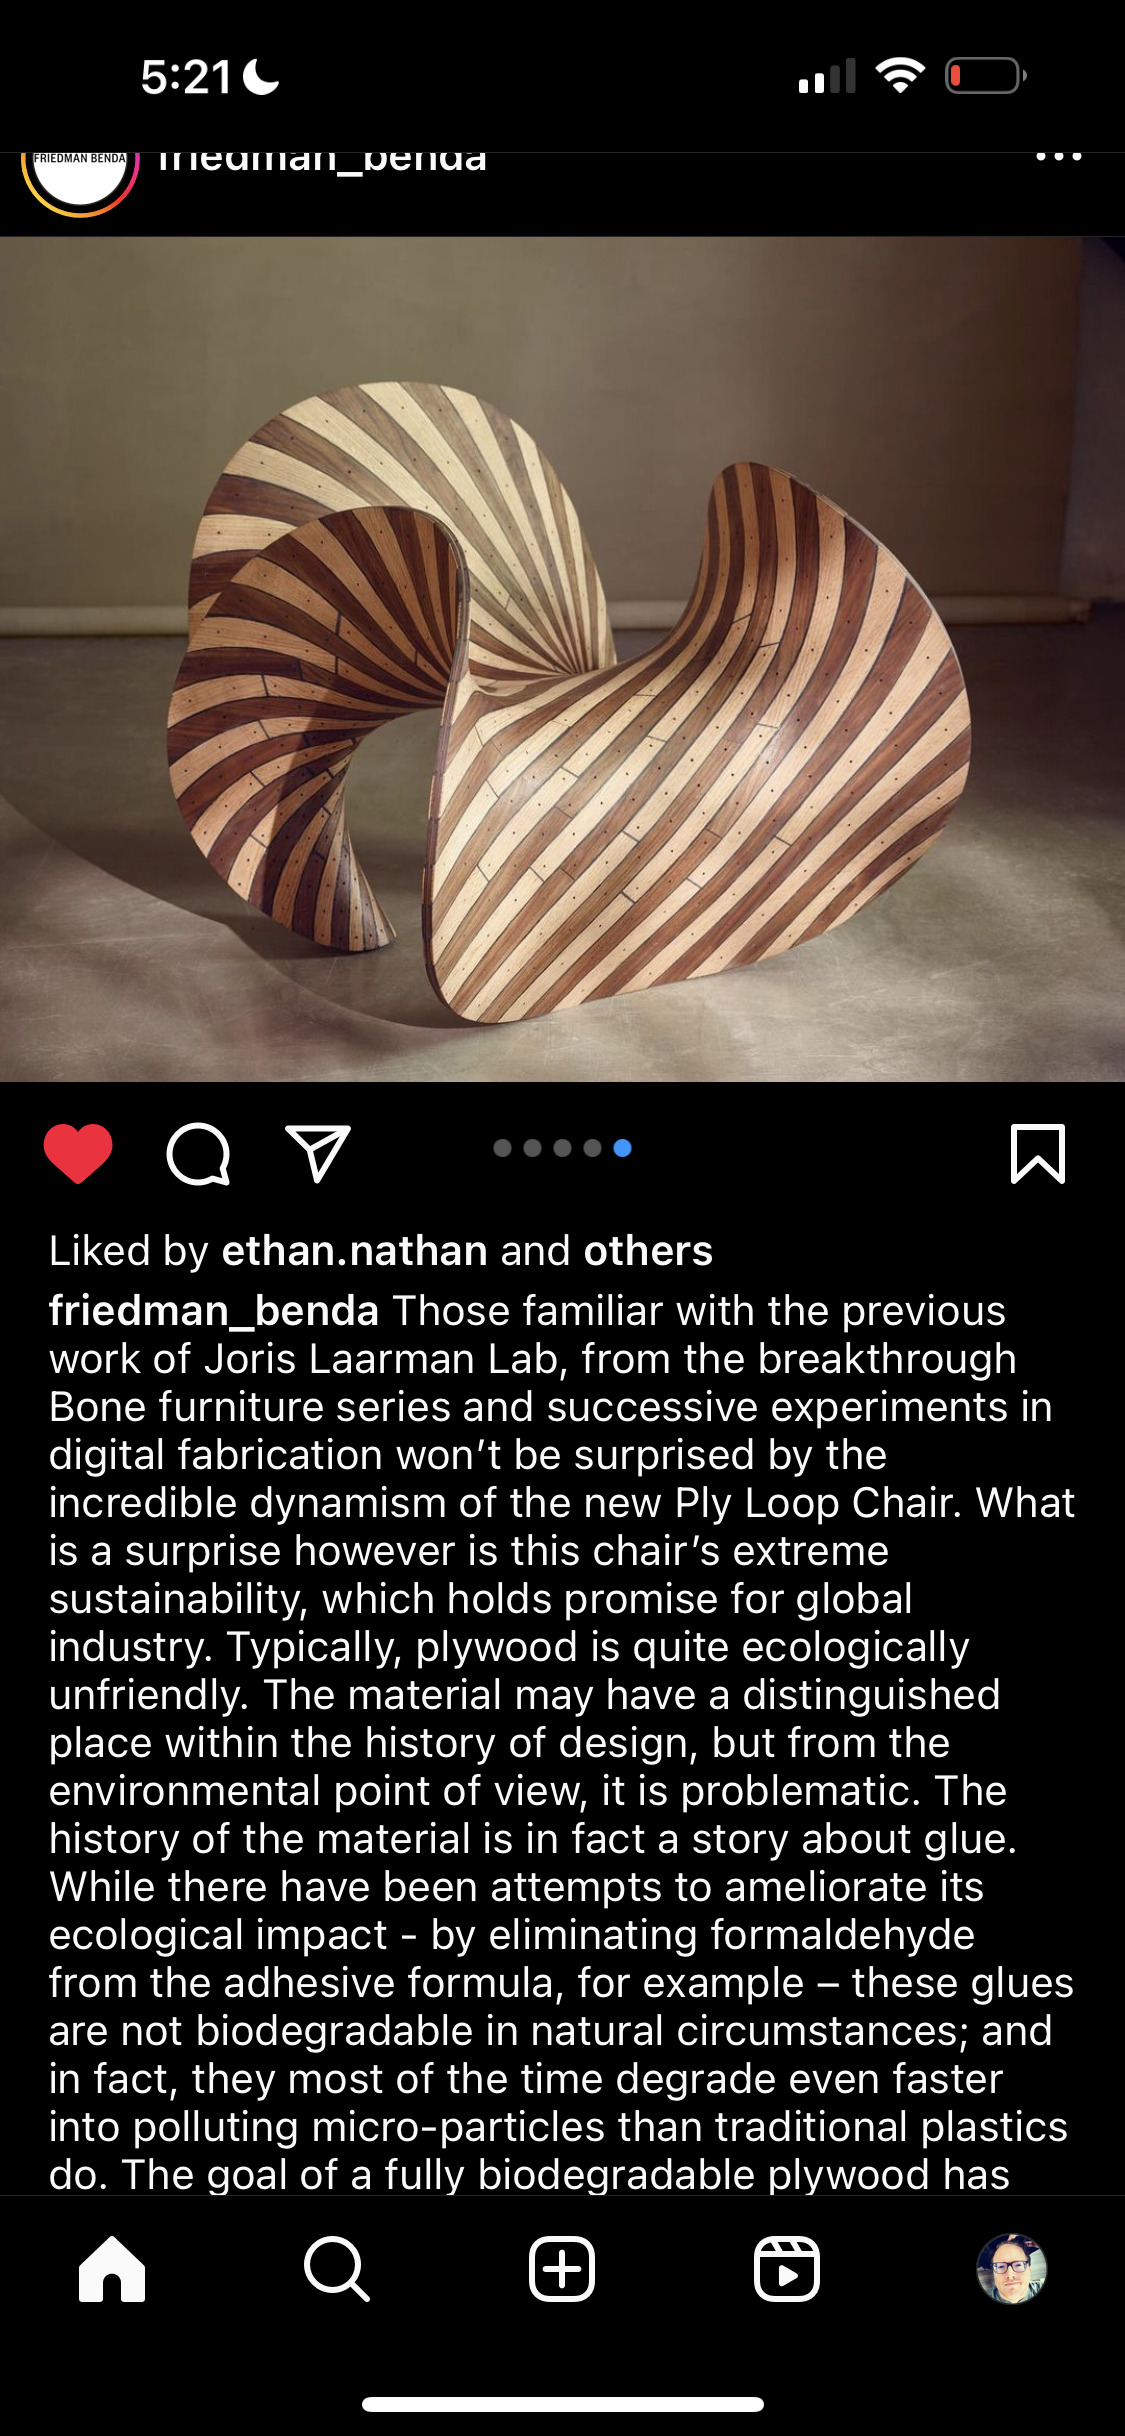 5:21
FRIEDMAN BENDA
friedman_benda
Liked by ethan.nathan and others
friedman_benda Those familiar with the previous
work of Joris Laarman Lab, from the breakthrough
Bone furniture series and successive experiments in
digital fabrication won’t be surprised by the
incredible dynamism of the new Ply Loop Chair. What
is a surprise however is this chair’s extreme
sustainability, which holds promise for global
industry. Typically, plywood is quite ecologically
unfriendly. The material may have a distinguished
place within the history of design, but from the
environmental point of view, it is problematic. The
history of the material is in fact a story about glue.
While there have been attempts to ameliorate its
ecological impact - by eliminating formaldehyde
from the adhesive formula, for example – these glues
are not biodegradable in natural circumstances; and
in fact, they most of the time degrade even faster
into polluting micro-particles than traditional plastics
do. The goal of a fully biodegradable plywood has